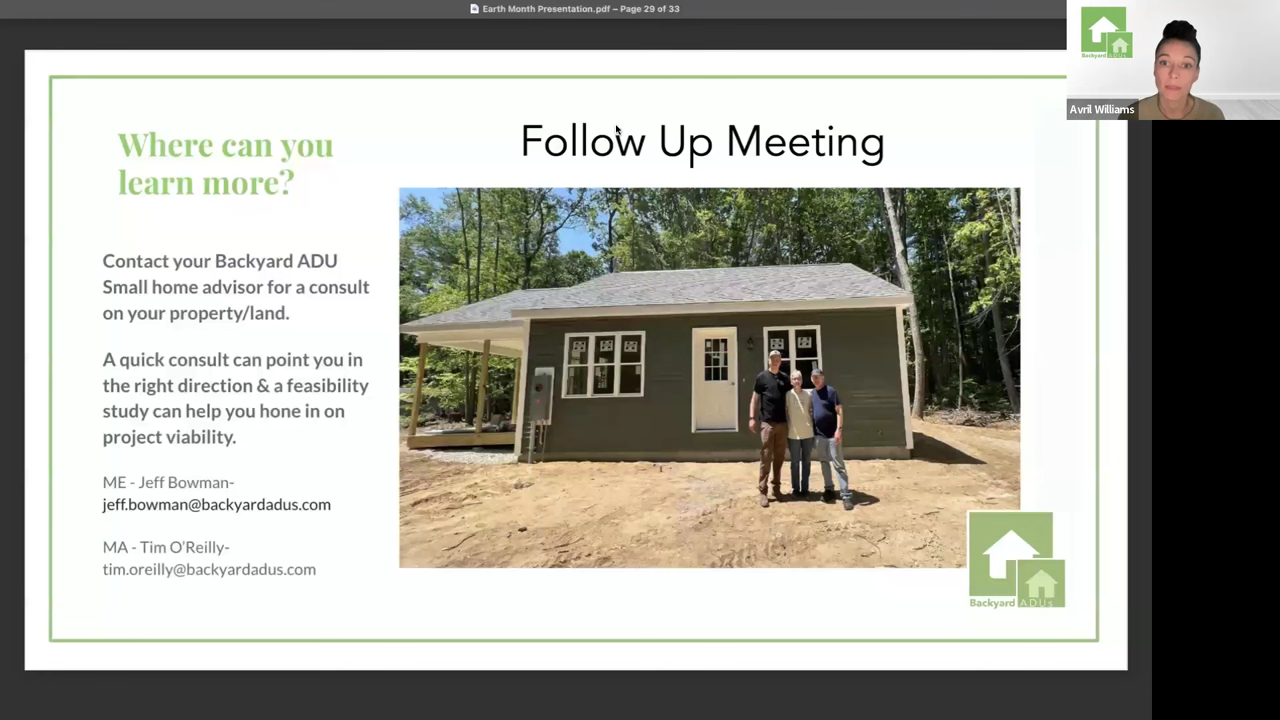 Earth Month Presentation.pdf – Page 29 of 33
Backyard ADUs
Avril Williams
Where can you
learn more?
Follow Up Meeting
Contact your Backyard ADU
Small home advisor for a consult
on your property/land.
A quick consult can point you in
the right direction & a feasibility
study can help you hone in on
project viability.
ME - Jeff Bowman-
jeff.bowman@backyardadus.com
MA - Tim O'Reilly-
tim.oreilly@backyardadus.com
Backyard ADUs